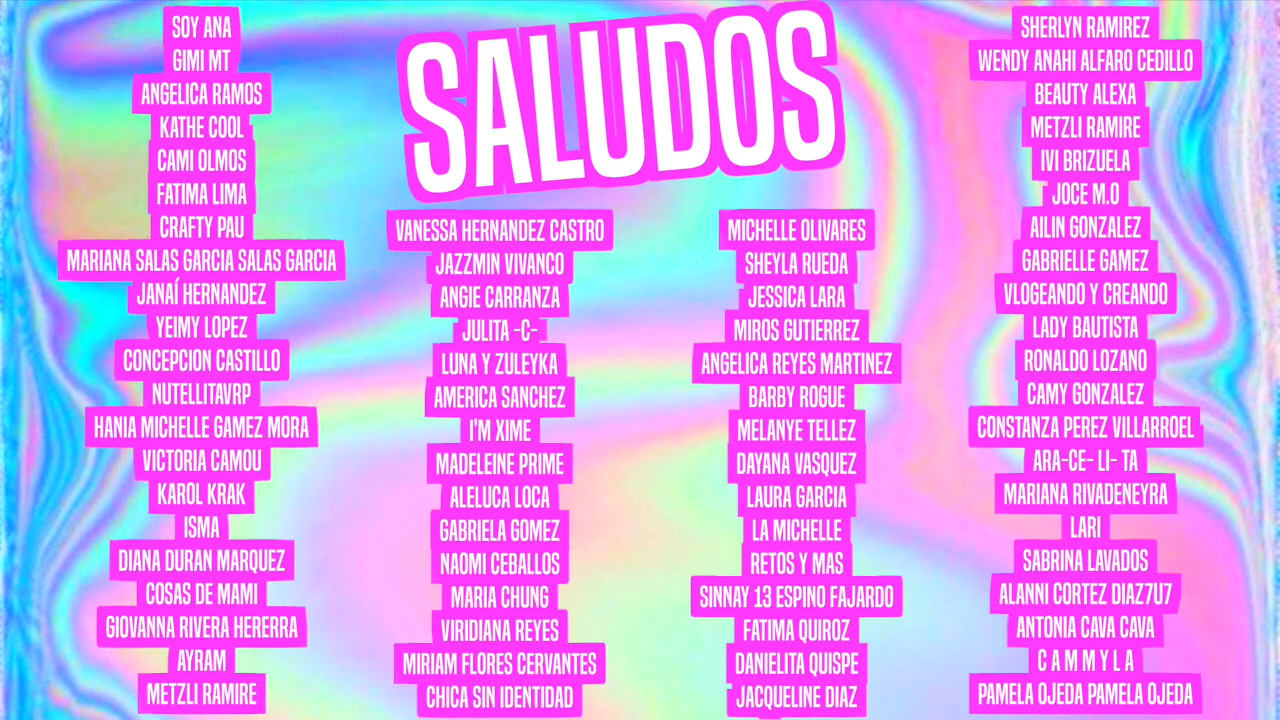 SALUDOS
SOY ANA
GIMI MT
ANGELICA RAMOS
KATHE COOL
CAMI OLMOS
FATIMA LIMA
CRAFTY PAU
MARIANA SALAS GARCIA SALAS GARCIA
JANAÍ HERNANDEZ
YEIMY LOPEZ
CONCEPCION CASTILLO
NUTELLITAVRP
HANIA MICHELLE GAMEZ MORA
VICTORIA CAMOU
KAROL KRAK
ISMA
DIANA DURAN MARQUEZ
COSAS DE MAMI
GIOVANNA RIVERA HERERRA
AYRAM
METZLI RAMIRE
VANESSA HERNANDEZ CASTRO
JAZZMIN VIVANCO
ANGIE CARRANZA
JULITA -C-
LUNA Y ZULEYKA
AMERICA SANCHEZ
I'M XIME
MADELEINE PRIME
ALELUCA LOCA
GABRIELA GOMEZ
NAOMI CEBALLOS
MARIA CHUNG
VIRIDIANA REYES
MIRIAM FLORES CERVANTES
CHICA SIN IDENTIDAD
MICHELLE OLIVARES
SHEYLA RUEDA
JESSICA LARA
MIROS GUTIERREZ
ANGELICA REYES MARTINEZ
BARBY ROGUE
MELANYE TELLEZ
DAYANA VASQUEZ
LAURA GARCIA
LA MICHELLE
RETOS Y MAS
SINNAY 13 ESPINO FAJARDO
FATIMA QUIROZ
DANIELITA QUISPE
JACQUELINE DIAZ
SHERLYN RAMIREZ
WENDY ANAHI ALFARO CEDILLO
BEAUTY ALEXA
METZLI RAMIRE
IVI BRIZUELA
JOCE M.O
AILIN GONZALEZ
GABRIELLE GAMEZ
VLOGEANDO Y CREANDO
LADY BAUTISTA
RONALDO LOZANO
CAMY GONZALEZ
CONSTANZA PEREZ VILLARROEL
ARA-CE- LI- TA
MARIANA RIVADENEYRA
LARI
SABRINA LAVADOS
ALANNI CORTEZ DIAZ7U7
ANTONIA CAVA CAVA
C A M M Y L A
PAMELA OJEDA PAMELA OJEDA